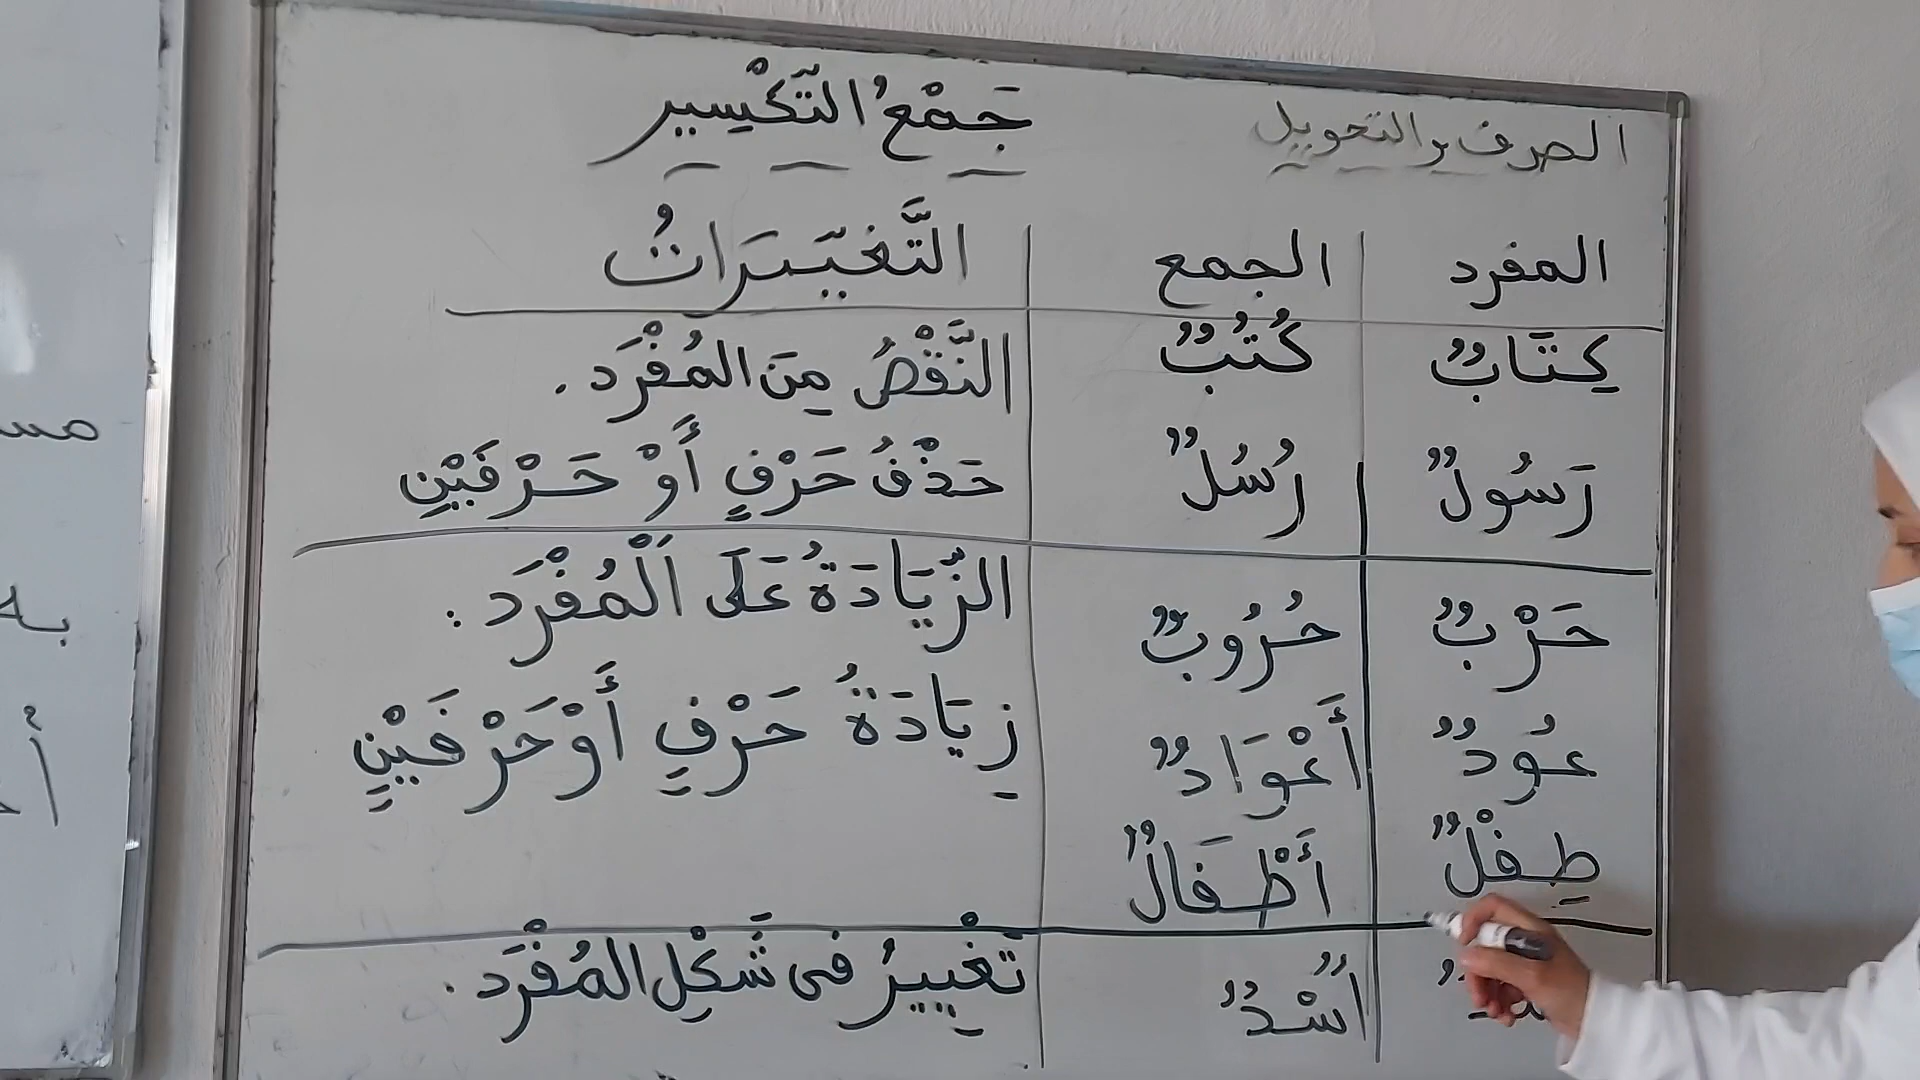 الصرف والتحويل
جَمْعُ التَّكْسِيرِ
المفرد الجمع التَّغَيُّيرَاتُ
كِتَابٌ كُتُبٌ النَّقْصُ مِنَ المُفْرَد .
رَسُولٌ رُسُلٌ حَذْفُ حَرْفٍ أَوْ حَرْفَيْنِ
حَرْبٌ حُرُوبٌ الزِّيَادَةُ عَلَى اَلْمُفْرَد :
عُودٌ أَعْوَادٌ زِيَادَةُ حَرْفٍ أَوْ حَرْفَيْنِ
طِفْلٌ أَطْفَالٌ
أُسْدٌ تَغْيِيرُ فى شَكْلِ المُفْرَد .